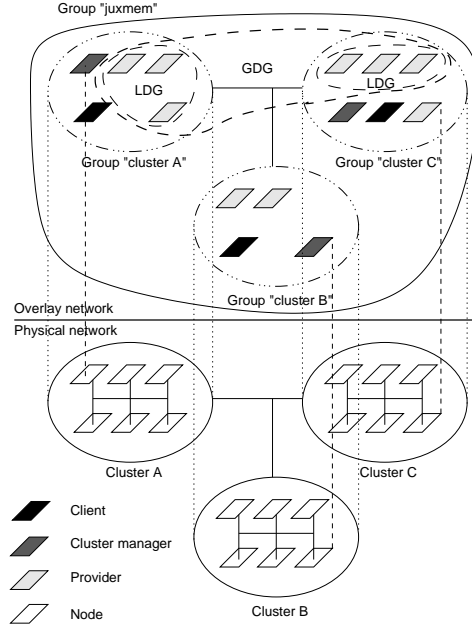 Group "juxmem"
GDG
LDG
LDG
Group "cluster A"
Group "cluster C"
Group "cluster B"
Overlay network
Physical network
Cluster A
Cluster C
Client
Cluster manager
Provider
Node
Cluster B